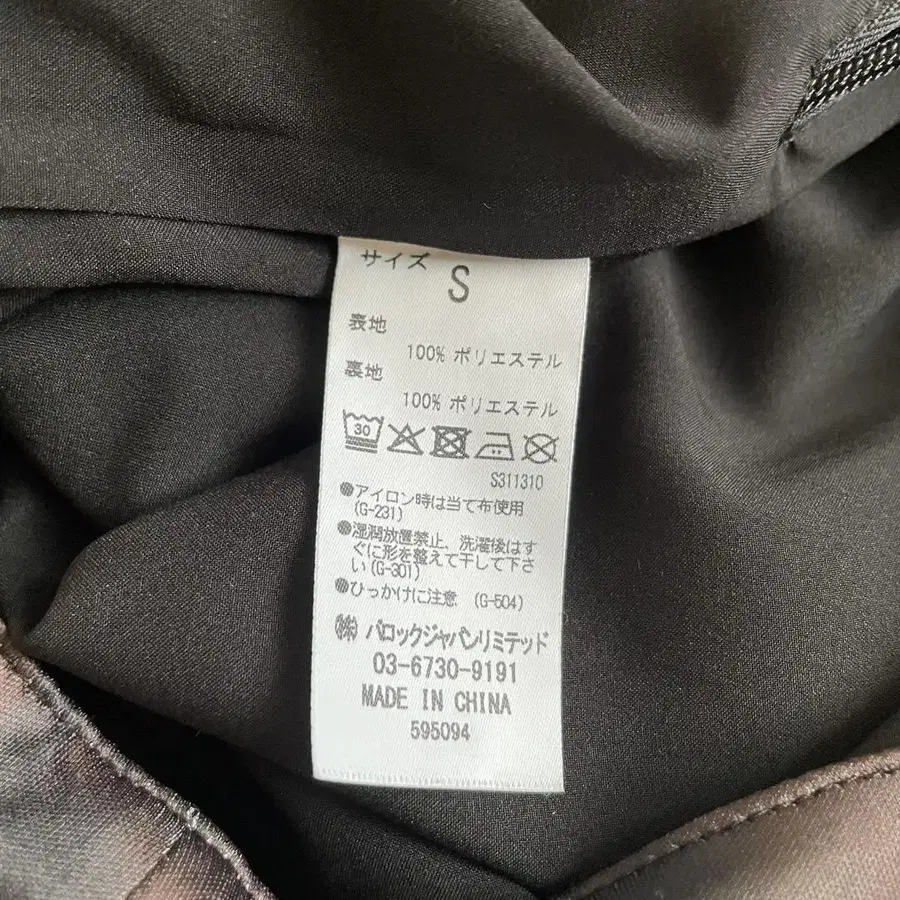 サイズ
S
表地
100% ポリエステル
裏地
100% ポリエステル
30
S311310
●アイロン時は当て布使用
(G-231)
●湿潤放置禁止、洗濯後はす
ぐに形を整えて干して下さ
い (G-301)
●ひっかけに注意 (G-504)
㈱ バロックジャパンリミテッド
03-6730-9191
MADE IN CHINA
595094